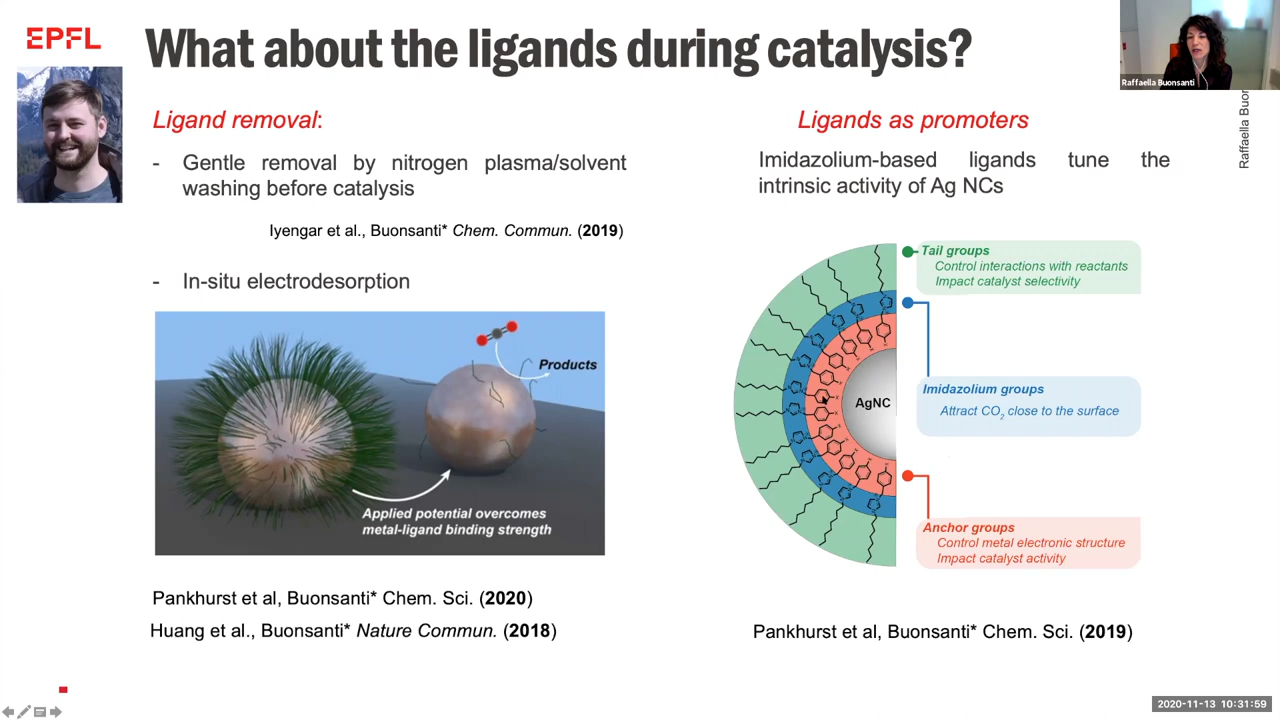 EPFL
What about the ligands during catalysis?
Raffaella Buonsanti
Raffaella Buon
Ligand removal:
- Gentle removal by nitrogen plasma/solvent
washing before catalysis
Iyengar et al., Buonsanti* Chem. Commun. (2019)
- In-situ electrodesorption
Products
Applied potential overcomes
metal-ligand binding strength
Pankhurst et al, Buonsanti* Chem. Sci. (2020)
Huang et al., Buonsanti* Nature Commun. (2018)
Ligands as promoters
Imidazolium-based ligands tune the
intrinsic activity of Ag NCs
Tail groups
Control interactions with reactants
Impact catalyst selectivity
Imidazolium groups
Attract CO2 close to the surface
AgNC
Anchor groups
Control metal electronic structure
Impact catalyst activity
Pankhurst et al, Buonsanti* Chem. Sci. (2019)
2020-11-13 10:31:59